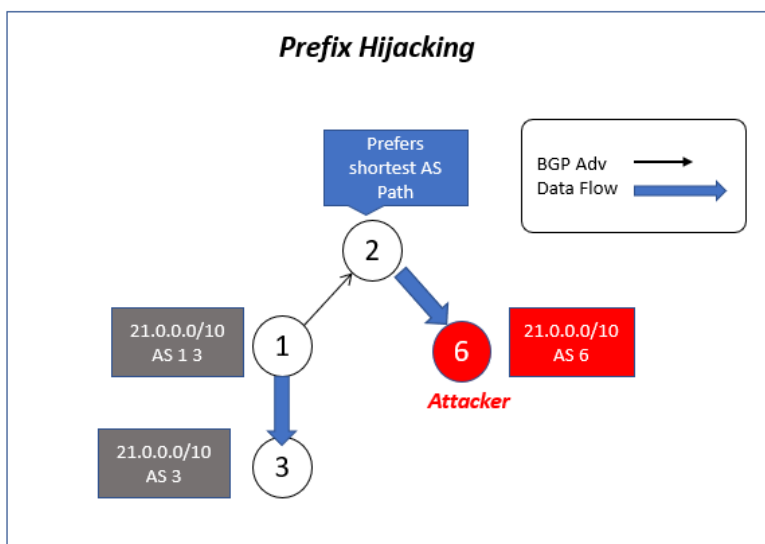 Prefix Hijacking
Prefers
shortest AS
Path
BGP Adv
Data Flow
2
21.0.0.0/10
AS 1 3
1
6
21.0.0.0/10
AS 6
Attacker
21.0.0.0/10
AS 3
3